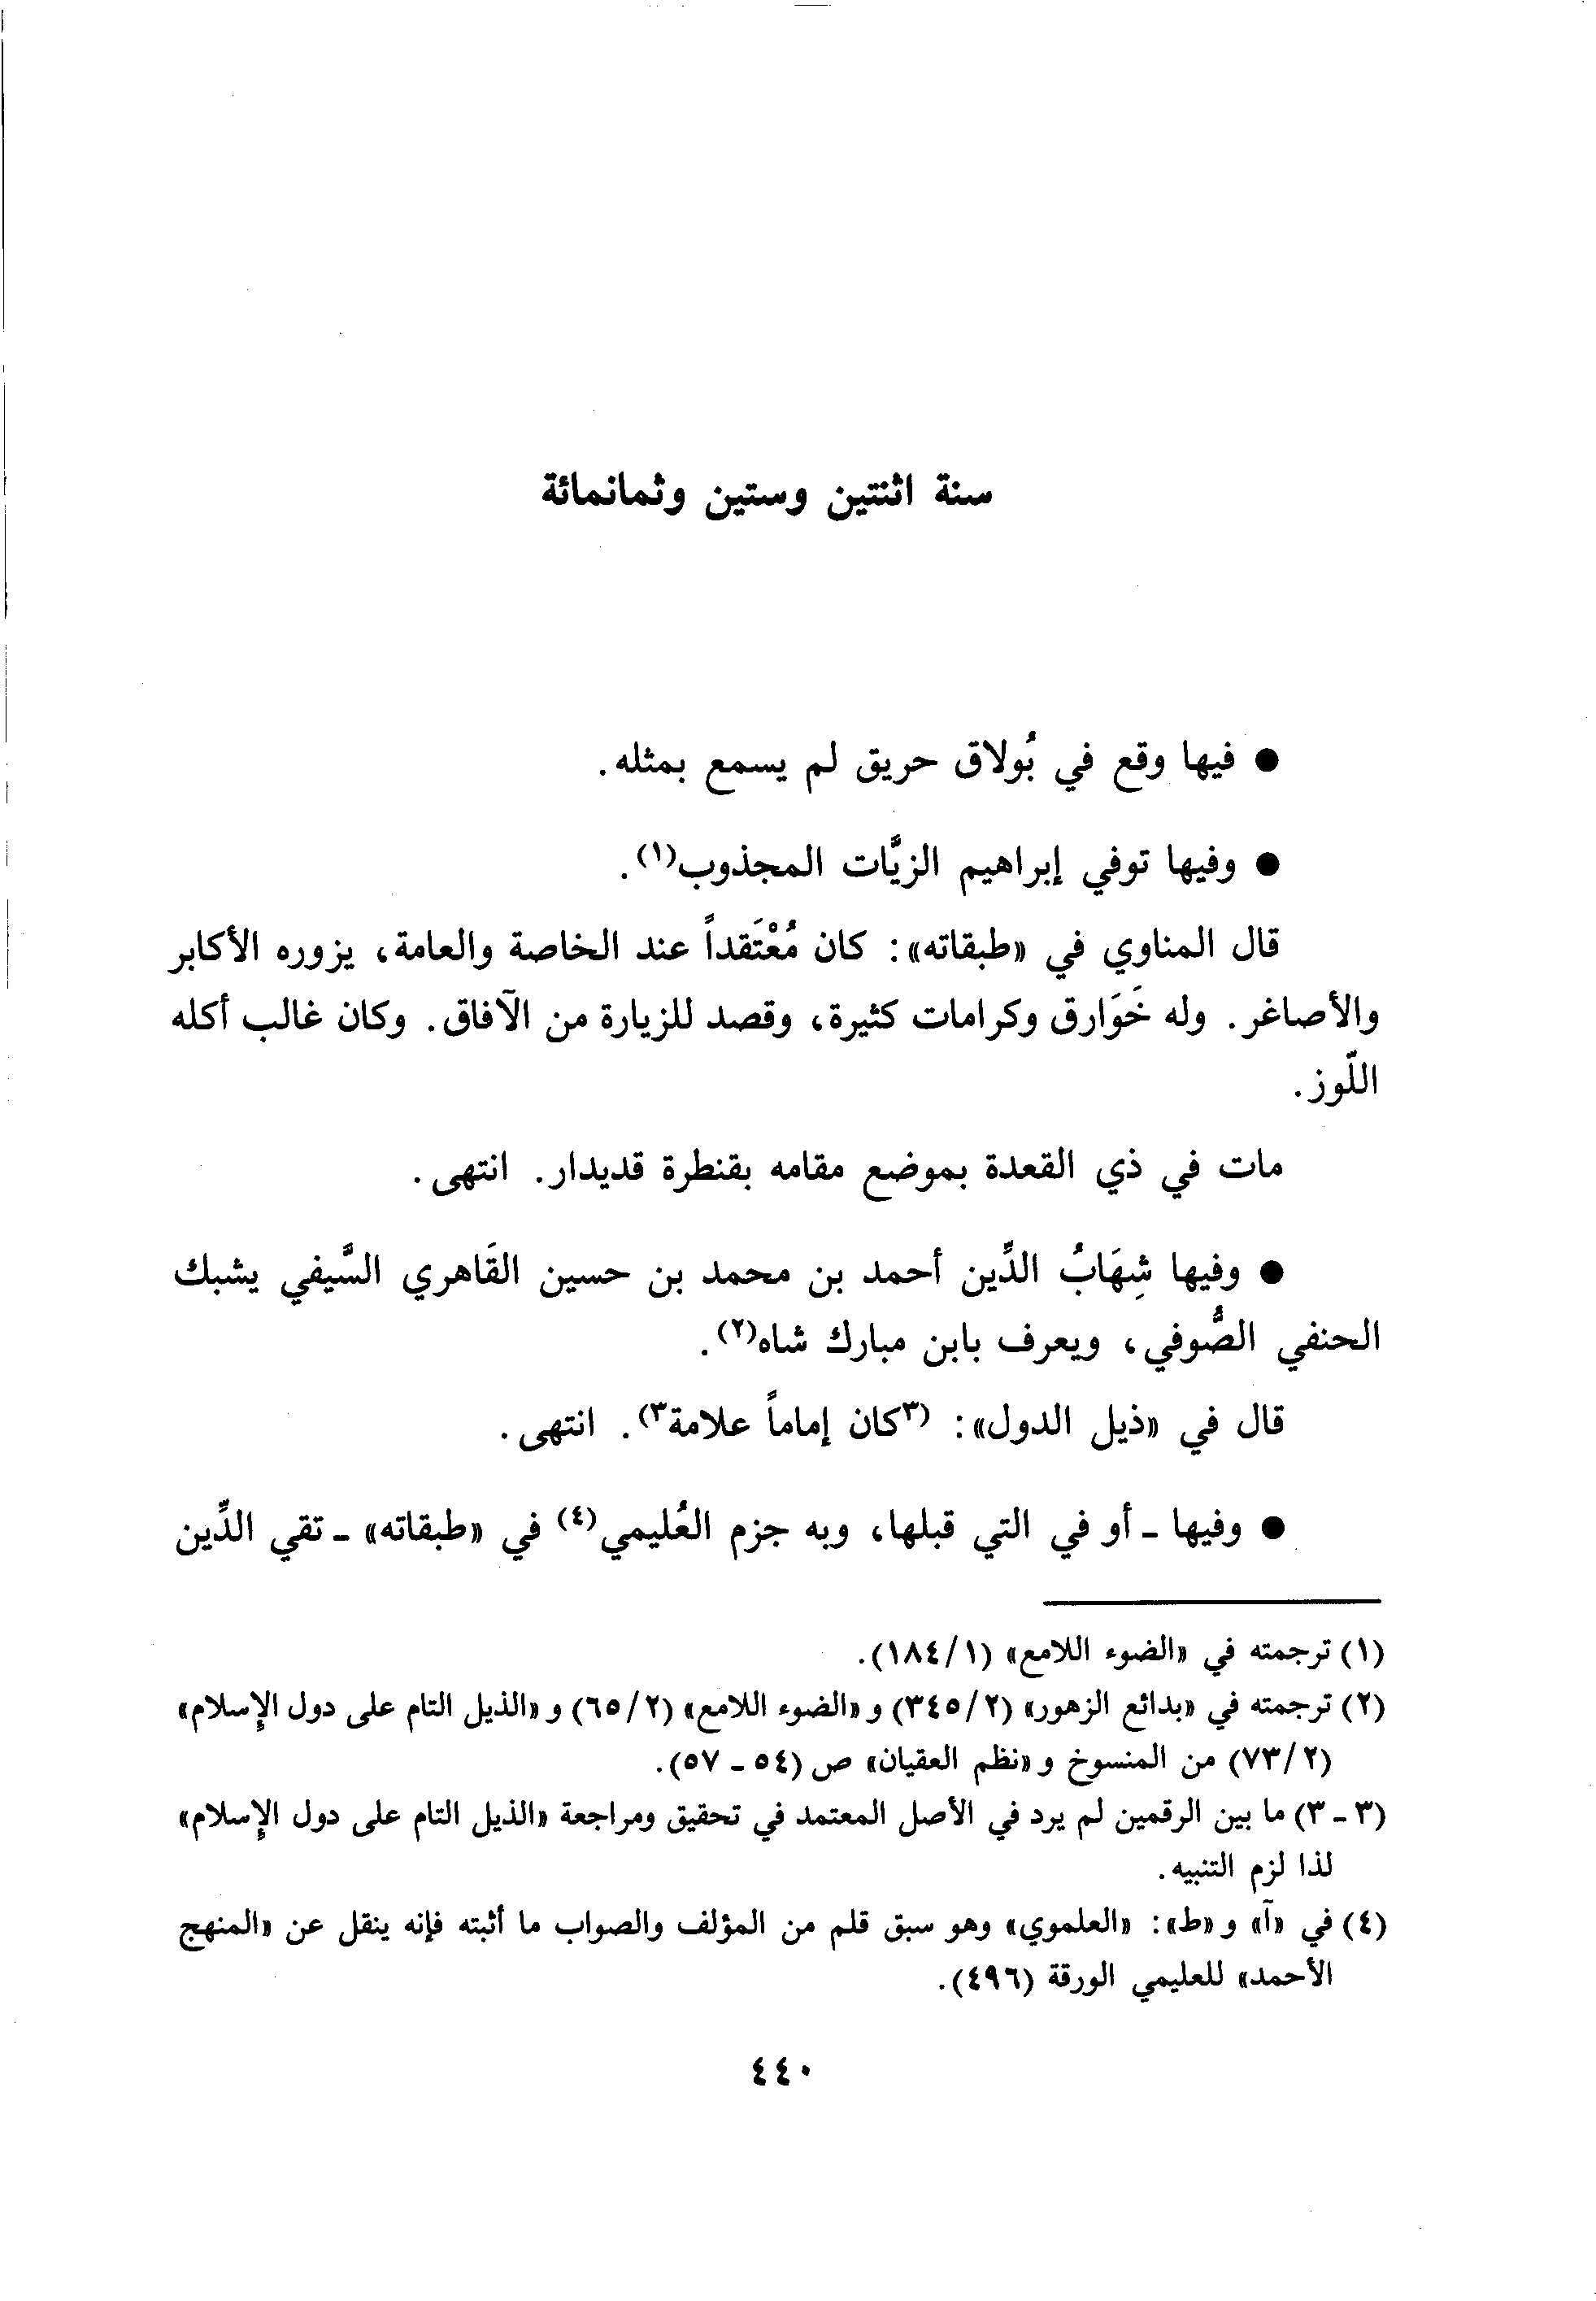 سنة اثنتين وستين وثمانمائة
● فيها وقع في بُولاق حريق لم يسمع بمثله.
● وفيها توفي إبراهيم الزيَّات المجذوب(١).
قال المناوي في «طبقاته»: كان مُعْتَقداً عند الخاصة والعامة، يزوره الأكابر
والأصاغر. وله خَوَارق وكرامات كثيرة، وقصد للزيارة من الآفاق. وكان غالب أكله
اللّوز.
مات في ذي القعدة بموضع مقامه بقنطرة قديدار. انتهى.
● وفيها شِهَابُ الدِّين أحمد بن محمد بن حسين القَاهري السَّيفي يشبك
الحنفي الصُّوفي، ويعرف بابن مبارك شاه(٢).
قال في «ذيل الدول»: (٣كان إماماً علامة٣). انتهى.
● وفيها - أو في التي قبلها، وبه جزم العُليمي(٤) في «طبقاته» - تقي الدِّين
(١) ترجمته في «الضوء اللامع» (١/١٨٤).
(٢) ترجمته في «بدائع الزهور» (٢/٣٤٥) و«الضوء اللامع» (٢/٦٥) و«الذيل التام على دول الإسلام»
(٢/٧٣) من المنسوخ و«نظم العقيان» ص (٥٤ - ٥٧).
(٣ - ٣) ما بين الرقمين لم يرد في الأصل المعتمد في تحقيق ومراجعة «الذيل التام على دول الإسلام»
لذا لزم التنبيه.
(٤) في «آ» و«ط»: «العلموي» وهو سبق قلم من المؤلف والصواب ما أثبته فإنه ينقل عن «المنهج
الأحمد» للعليمي الورقة (٤٩٦).
٤٤٠